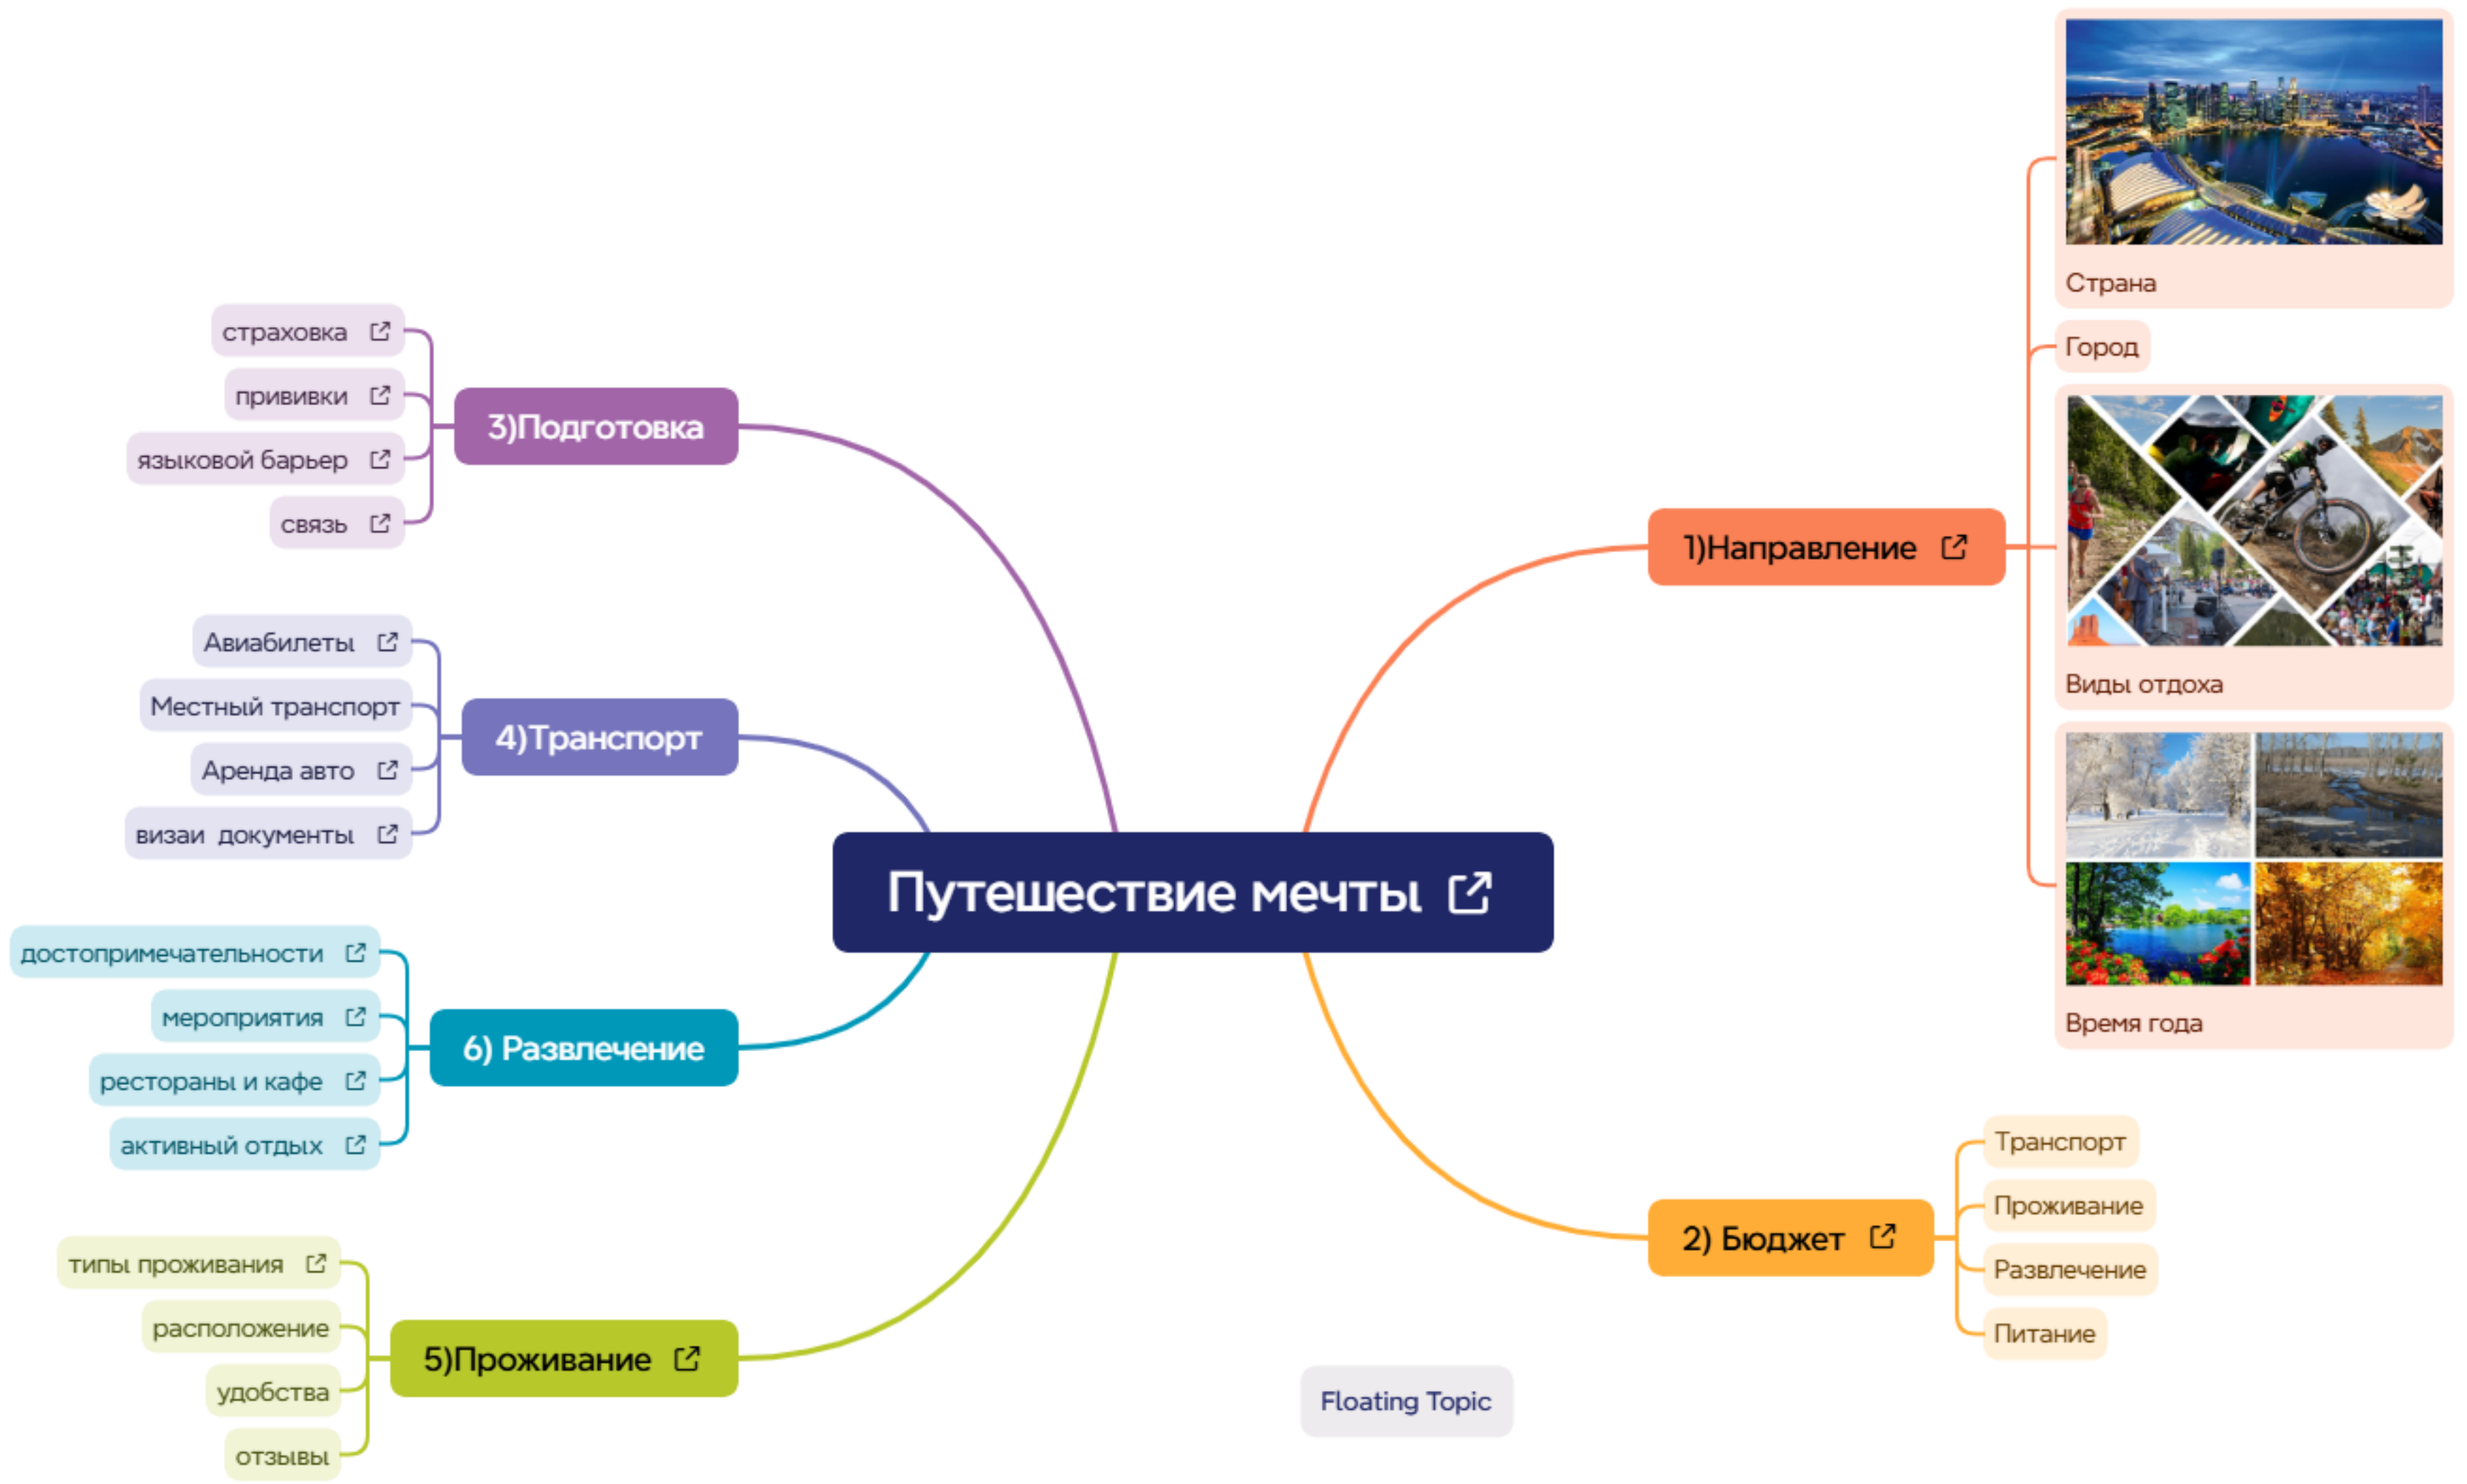 Путешествие мечты
1)Направление
Страна
Город
Виды отдоха
Время года
2) Бюджет
Транспорт
Проживание
Развлечение
Питание
3)Подготовка
страховка
прививки
языковой барьер
связь
4)Транспорт
Авиабилеты
Местный транспорт
Аренда авто
визаи документы
6) Развлечение
достопримечательности
мероприятия
рестораны и кафе
активный отдых
5)Проживание
типы проживания
расположение
удобства
отзывы
Floating Topic